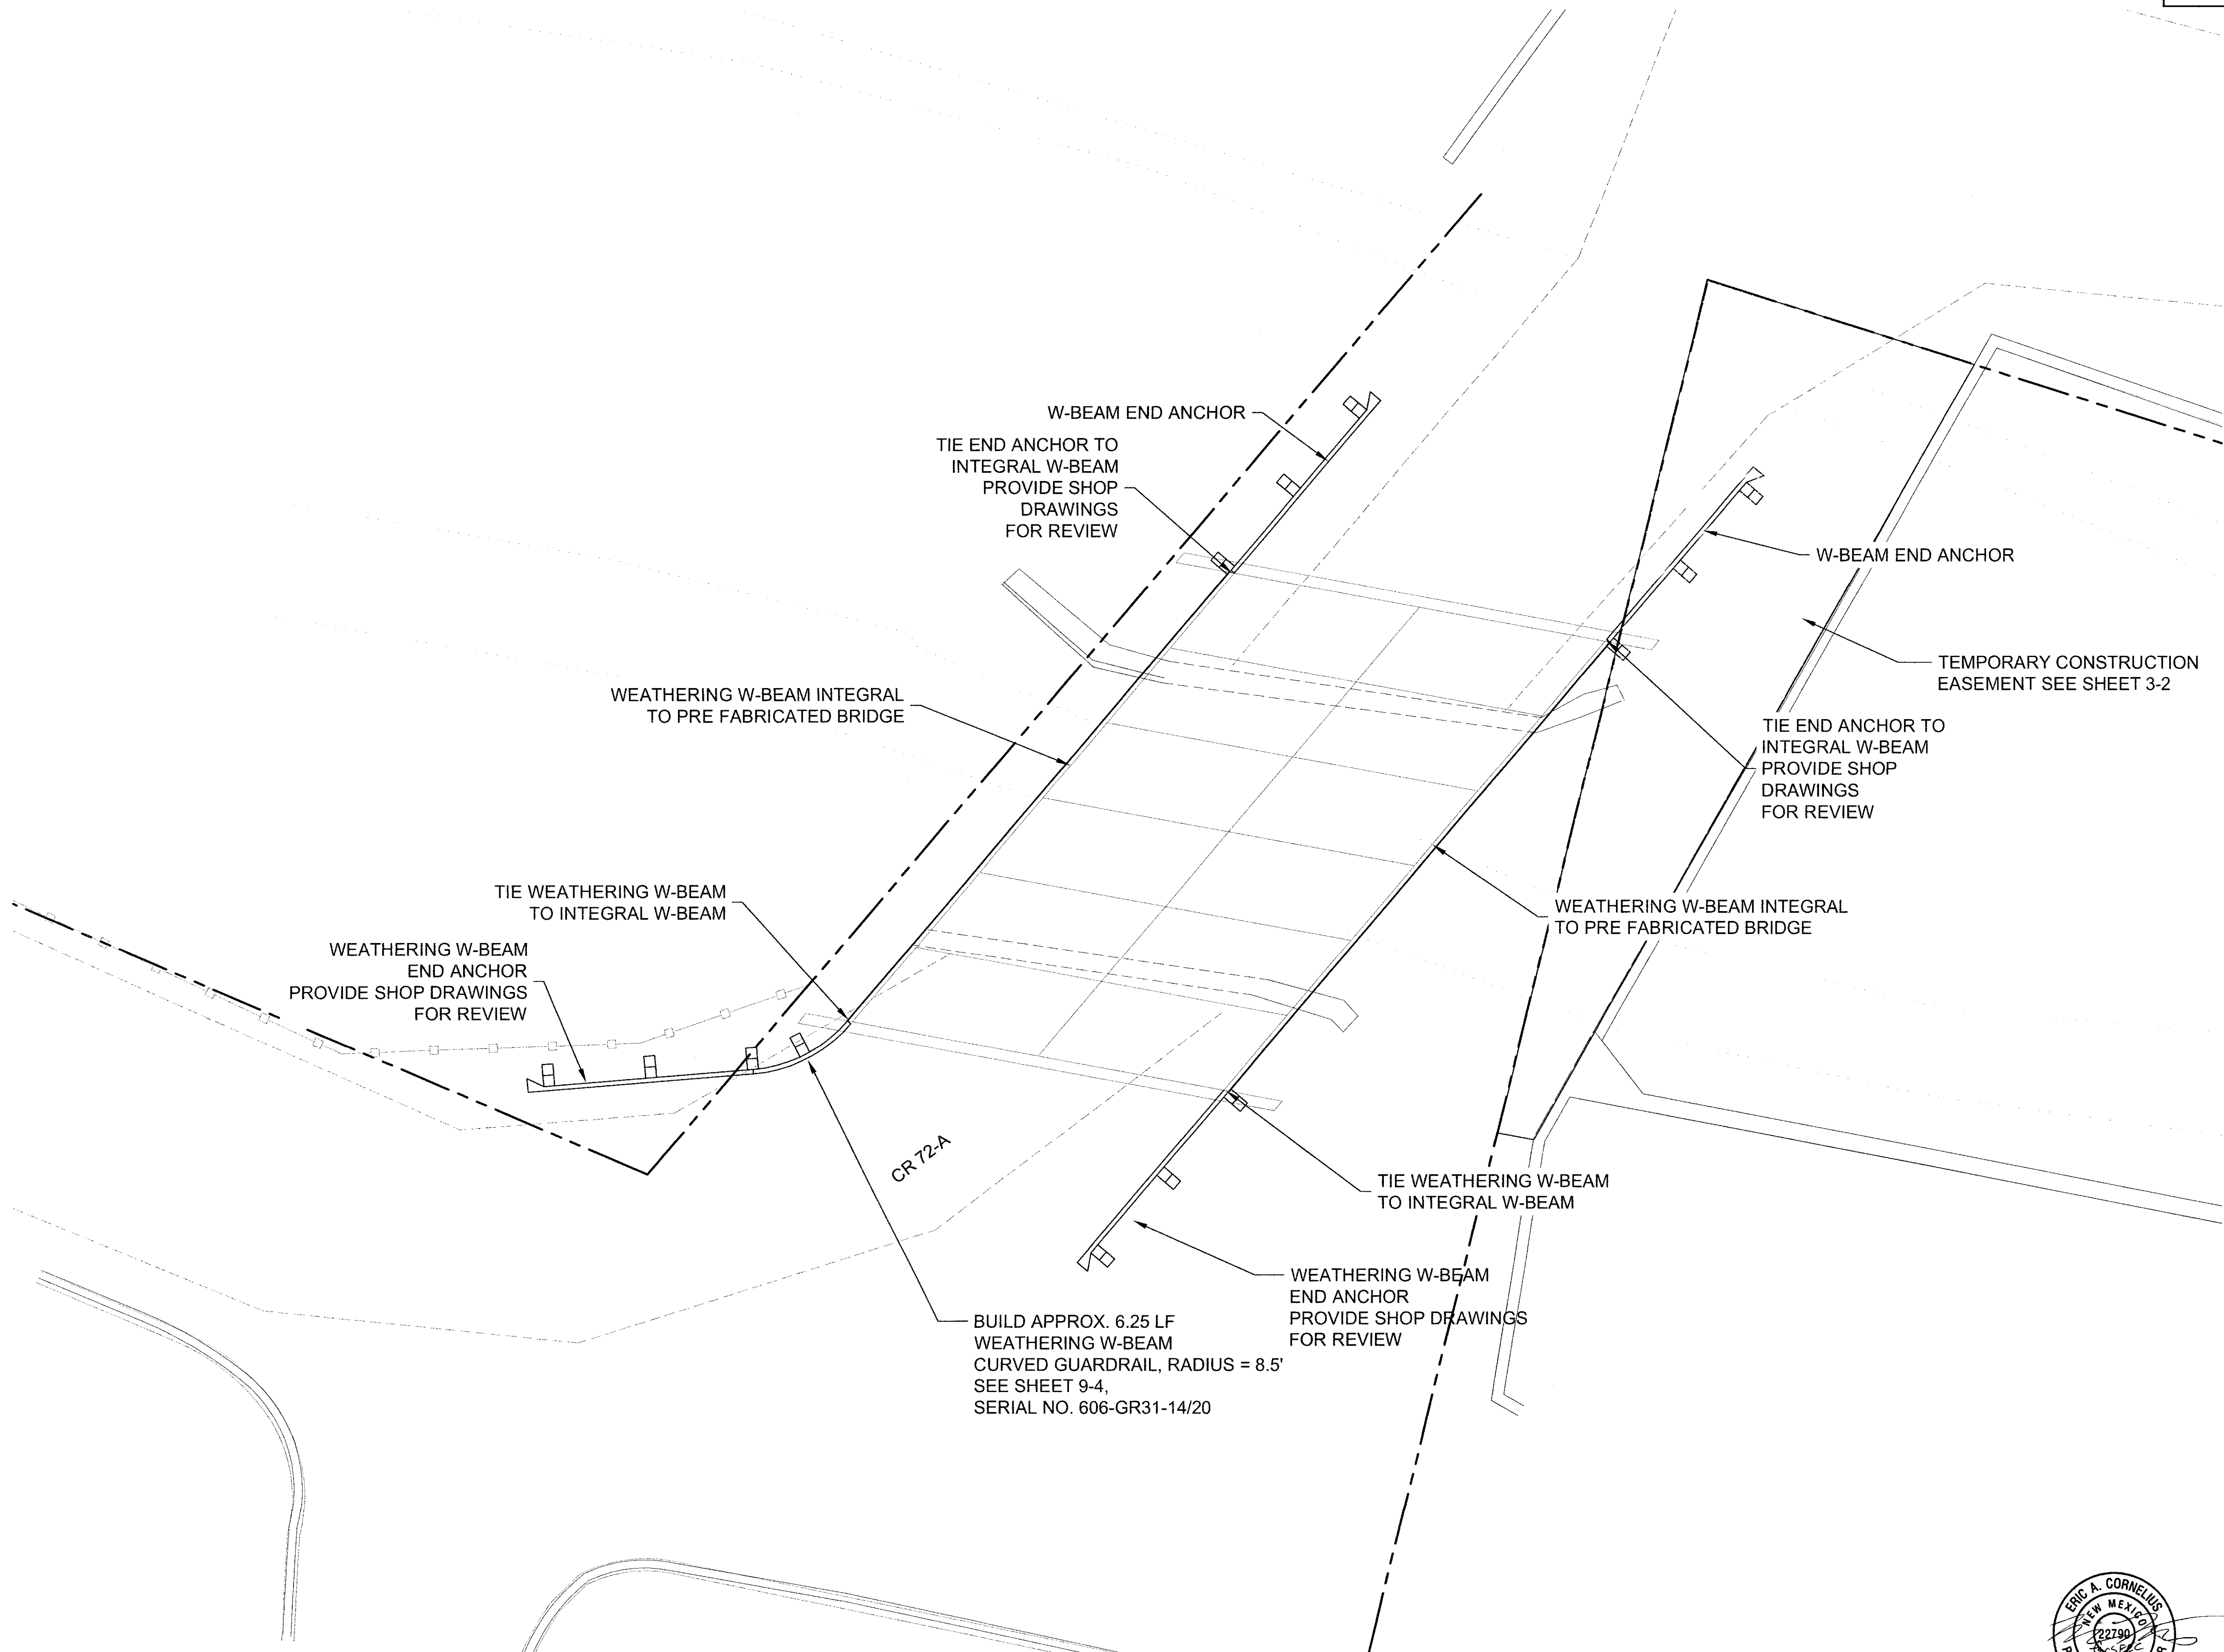 W-BEAM END ANCHOR
TIE END ANCHOR TO
INTEGRAL W-BEAM
PROVIDE SHOP
DRAWINGS
FOR REVIEW
W-BEAM END ANCHOR
TEMPORARY CONSTRUCTION
EASEMENT SEE SHEET 3-2
WEATHERING W-BEAM INTEGRAL
TO PRE FABRICATED BRIDGE
TIE END ANCHOR TO
INTEGRAL W-BEAM
PROVIDE SHOP
DRAWINGS
FOR REVIEW
TIE WEATHERING W-BEAM
TO INTEGRAL W-BEAM
WEATHERING W-BEAM INTEGRAL
TO PRE FABRICATED BRIDGE
WEATHERING W-BEAM
END ANCHOR
PROVIDE SHOP DRAWINGS
FOR REVIEW
CR 72-A
TIE WEATHERING W-BEAM
TO INTEGRAL W-BEAM
WEATHERING W-BEAM
END ANCHOR
PROVIDE SHOP DRAWINGS
FOR REVIEW
BUILD APPROX. 6.25 LF
WEATHERING W-BEAM
CURVED GUARDRAIL, RADIUS = 8.5'
SEE SHEET 9-4,
SERIAL NO. 606-GR31-14/20
ERIC A. CORNELIUS
NEW MEXICO
22790